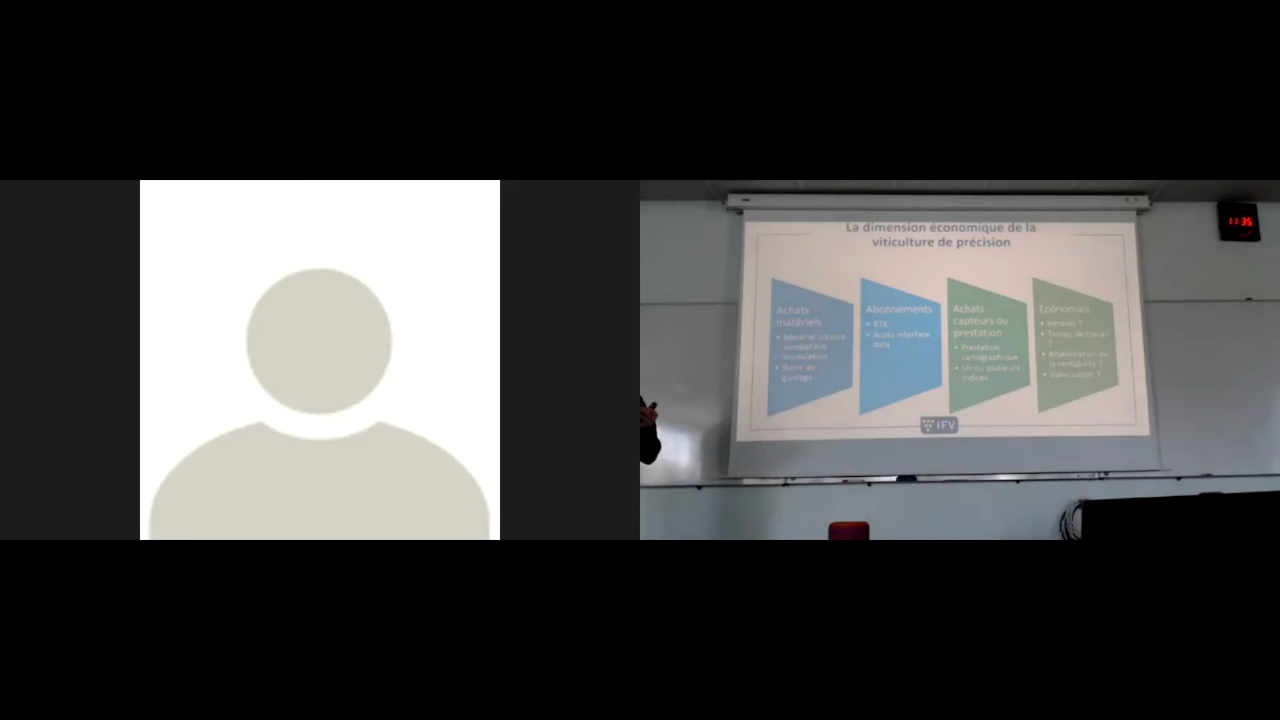 La dimension économique de la
viticulture de précision
Achats
matériels
• Matériel viticole
compatible
modulation
• Barre de
guidage
Abonnements
• RTK
• Accès interface
data
Achats
capteurs ou
prestation
• Prestation
cartographique
• Un ou plusieurs
indices
Economies
• Intrants ?
• Temps de travail
?
• Amélioration de
la rentabilité ?
• Valorisation ?
IFV
11:35